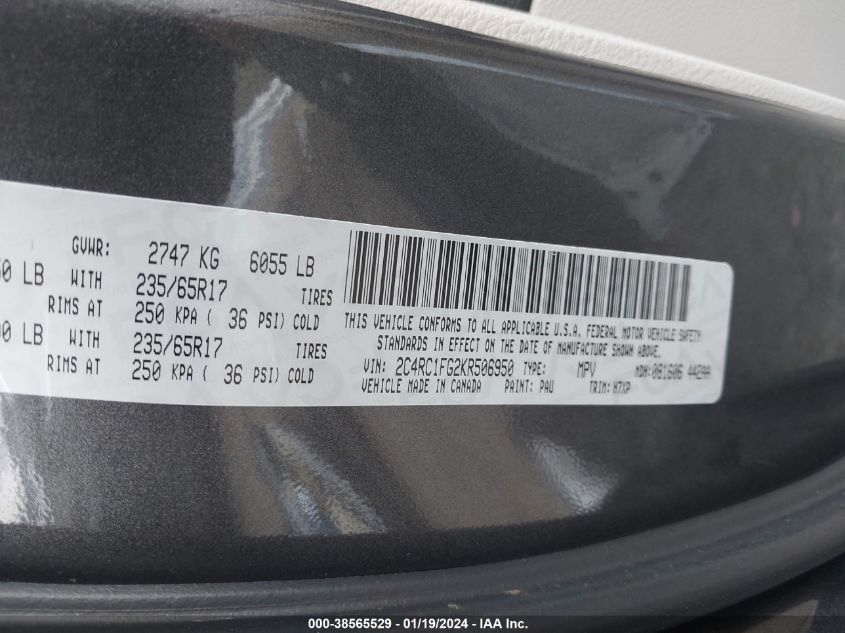 GVWR: 2747 KG 6055 LB
0 LB WITH 235/65R17 TIRES
RIMS AT 250 KPA ( 36 PSI) COLD
0 LB WITH 235/65R17 TIRES
RIMS AT 250 KPA ( 36 PSI) COLD
THIS VEHICLE CONFORMS TO ALL APPLICABLE U.S.A. FEDERAL MOTOR VEHICLE SAFETY
STANDARDS IN EFFECT ON THE DATE OF MANUFACTURE SHOWN ABOVE.
VIN: 2C4RC1FG2KR506950 TYPE: MPV MDH: 081606 442AA
VEHICLE MADE IN CANADA PAINT: PAU TRIM: H7XP
000-38565529 - 01/19/2024 - IAA Inc.